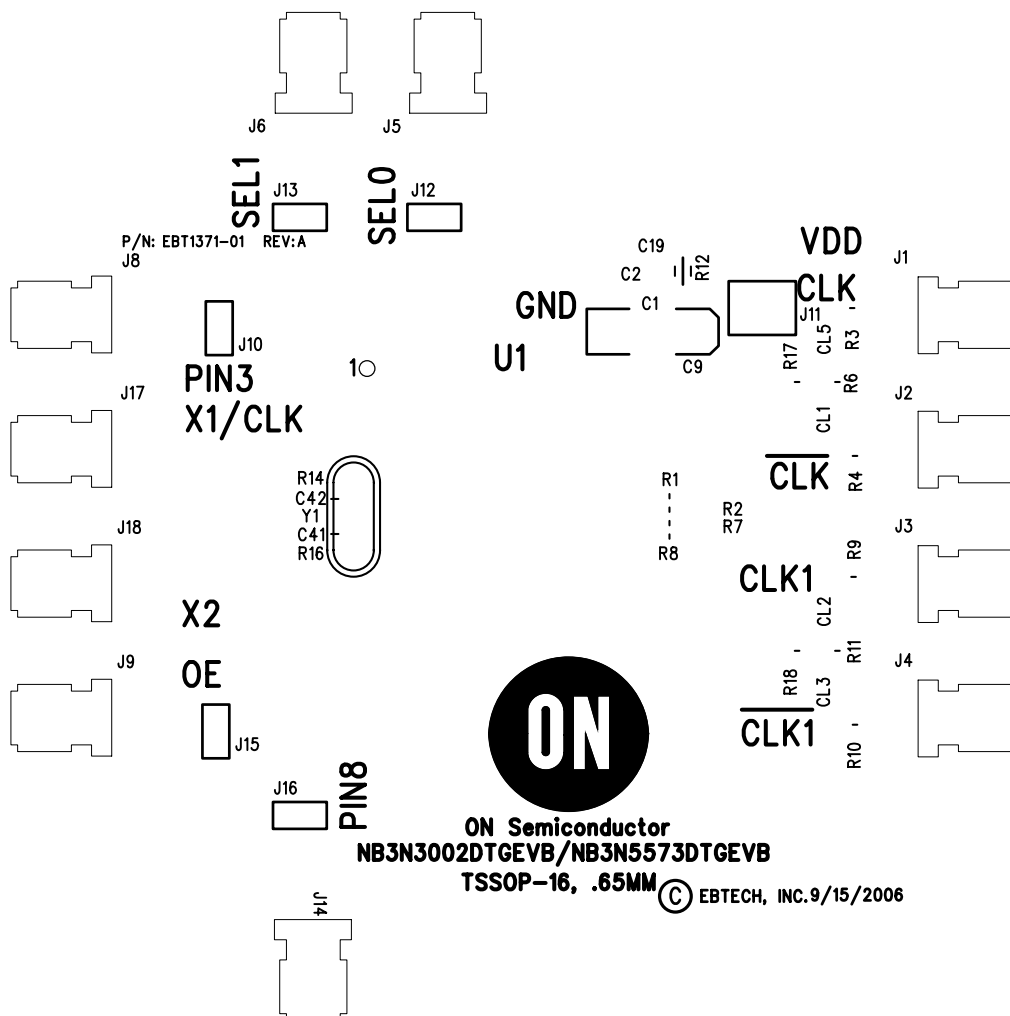 J6
J5
SEL1
J13
SEL0
J12
P/N: EBT1371-01 REV:A
J8
C19
C2
R12
VDD
J1
GND
C1
CLK
J11
J10
U1
C9
R17
CL5
R3
1
PIN3
X1/CLK
J17
R6
CL1
J2
CLK
R4
R14
C42
Y1
C41
R16
R1
R8
R2
R7
J18
R9
J3
CLK1
CL2
X2
R11
J9
OE
R18
CL3
J4
CLK1
R10
J15
ON
J16
PIN8
ON Semiconductor
NB3N3002DTGEVB/NB3N5573DTGEVB
TSSOP-16, .65MM
© EBTECH, INC.9/15/2006
J14